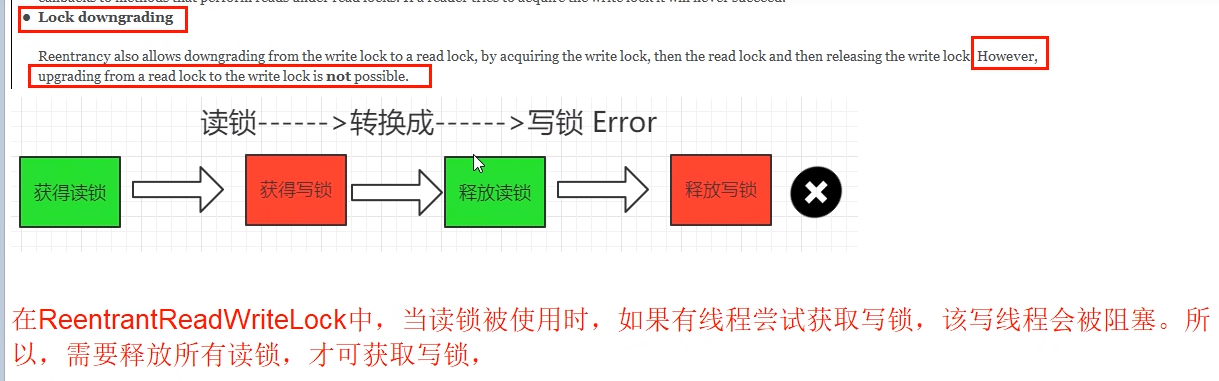 callbacks to methods that perform reads under read locks. If a reader tries to acquire the write lock it will never succeed.
Lock downgrading
Reentrancy also allows downgrading from the write lock to a read lock, by acquiring the write lock, then the read lock and then releasing the write lock. However,
upgrading from a read lock to the write lock is not possible.
读锁------>转换成------>写锁 Error
获得读锁
获得写锁
释放读锁
释放写锁
在ReentrantReadWriteLock中，当读锁被使用时，如果有线程尝试获取写锁，该写线程会被阻塞。所
以，需要释放所有读锁，才可获取写锁，